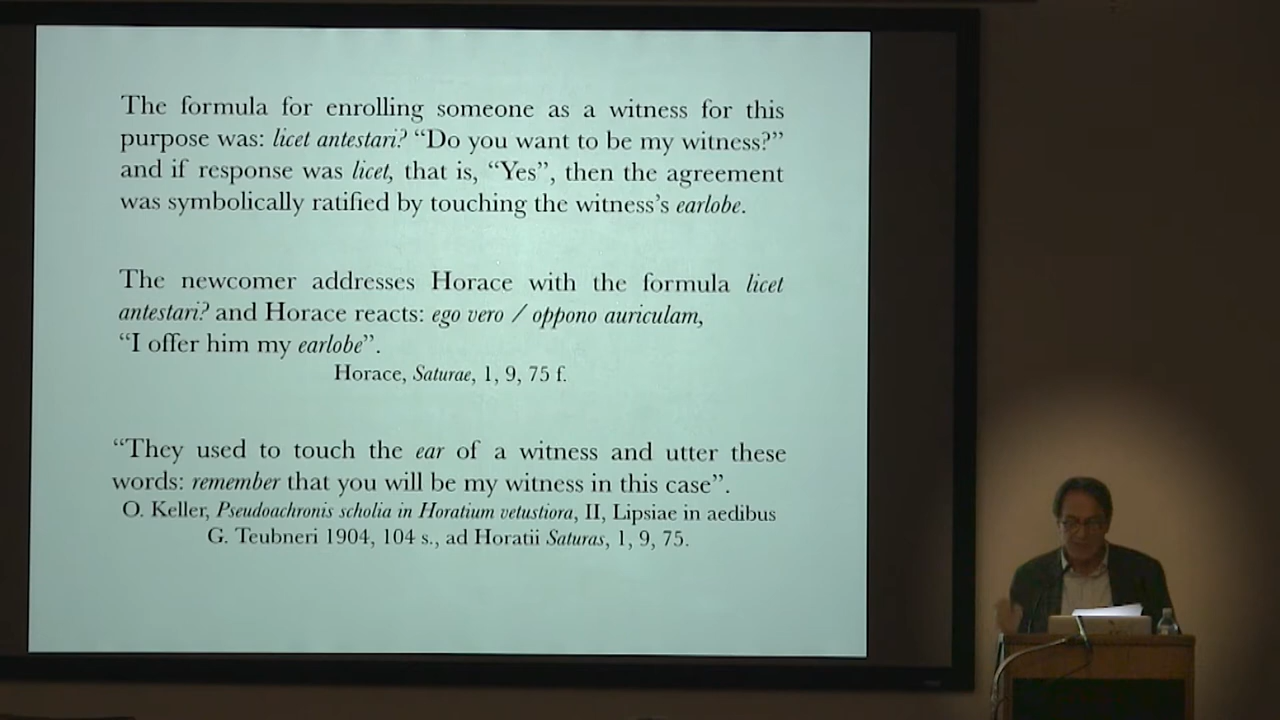 The formula for enrolling someone as a witness for this
purpose was: licet antestari? “Do you want to be my witness?”
and if response was licet, that is, “Yes”, then the agreement
was symbolically ratified by touching the witness’s earlobe.
The newcomer addresses Horace with the formula licet
antestari? and Horace reacts: ego vero / oppono auriculam,
“I offer him my earlobe”.
Horace, Saturae, 1, 9, 75 f.
“They used to touch the ear of a witness and utter these
words: remember that you will be my witness in this case”.
O. Keller, Pseudoachronis scholia in Horatium vetustiora, II, Lipsiae in aedibus
G. Teubneri 1904, 104 s., ad Horatii Saturas, 1, 9, 75.